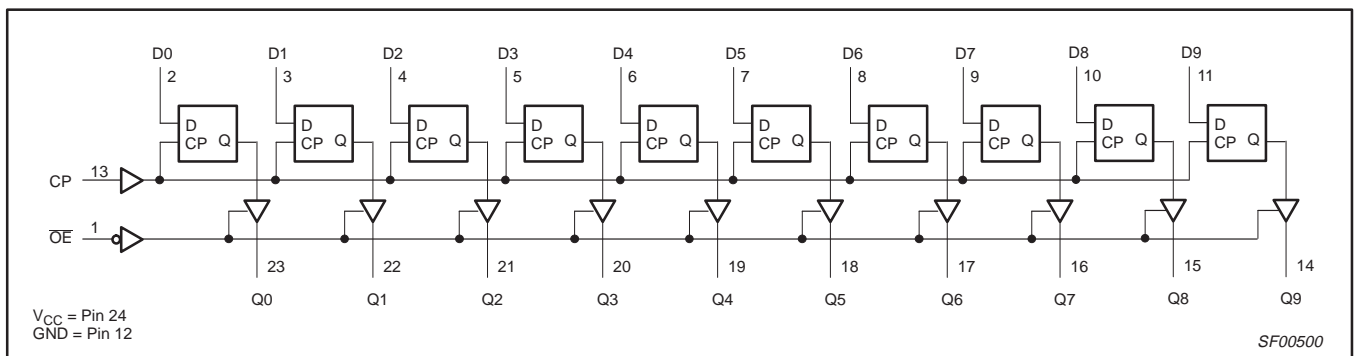 D0 D1 D2 D3 D4 D5 D6 D7 D8 D9
2 3 4 5 6 7 8 9 10 11
D D D D D D D D D D
CP Q CP Q CP Q CP Q CP Q CP Q CP Q CP Q CP Q CP Q
CP 13
OE 1
23 22 21 20 19 18 17 16 15 14
Q0 Q1 Q2 Q3 Q4 Q5 Q6 Q7 Q8 Q9
VCC = Pin 24
GND = Pin 12
SF00500